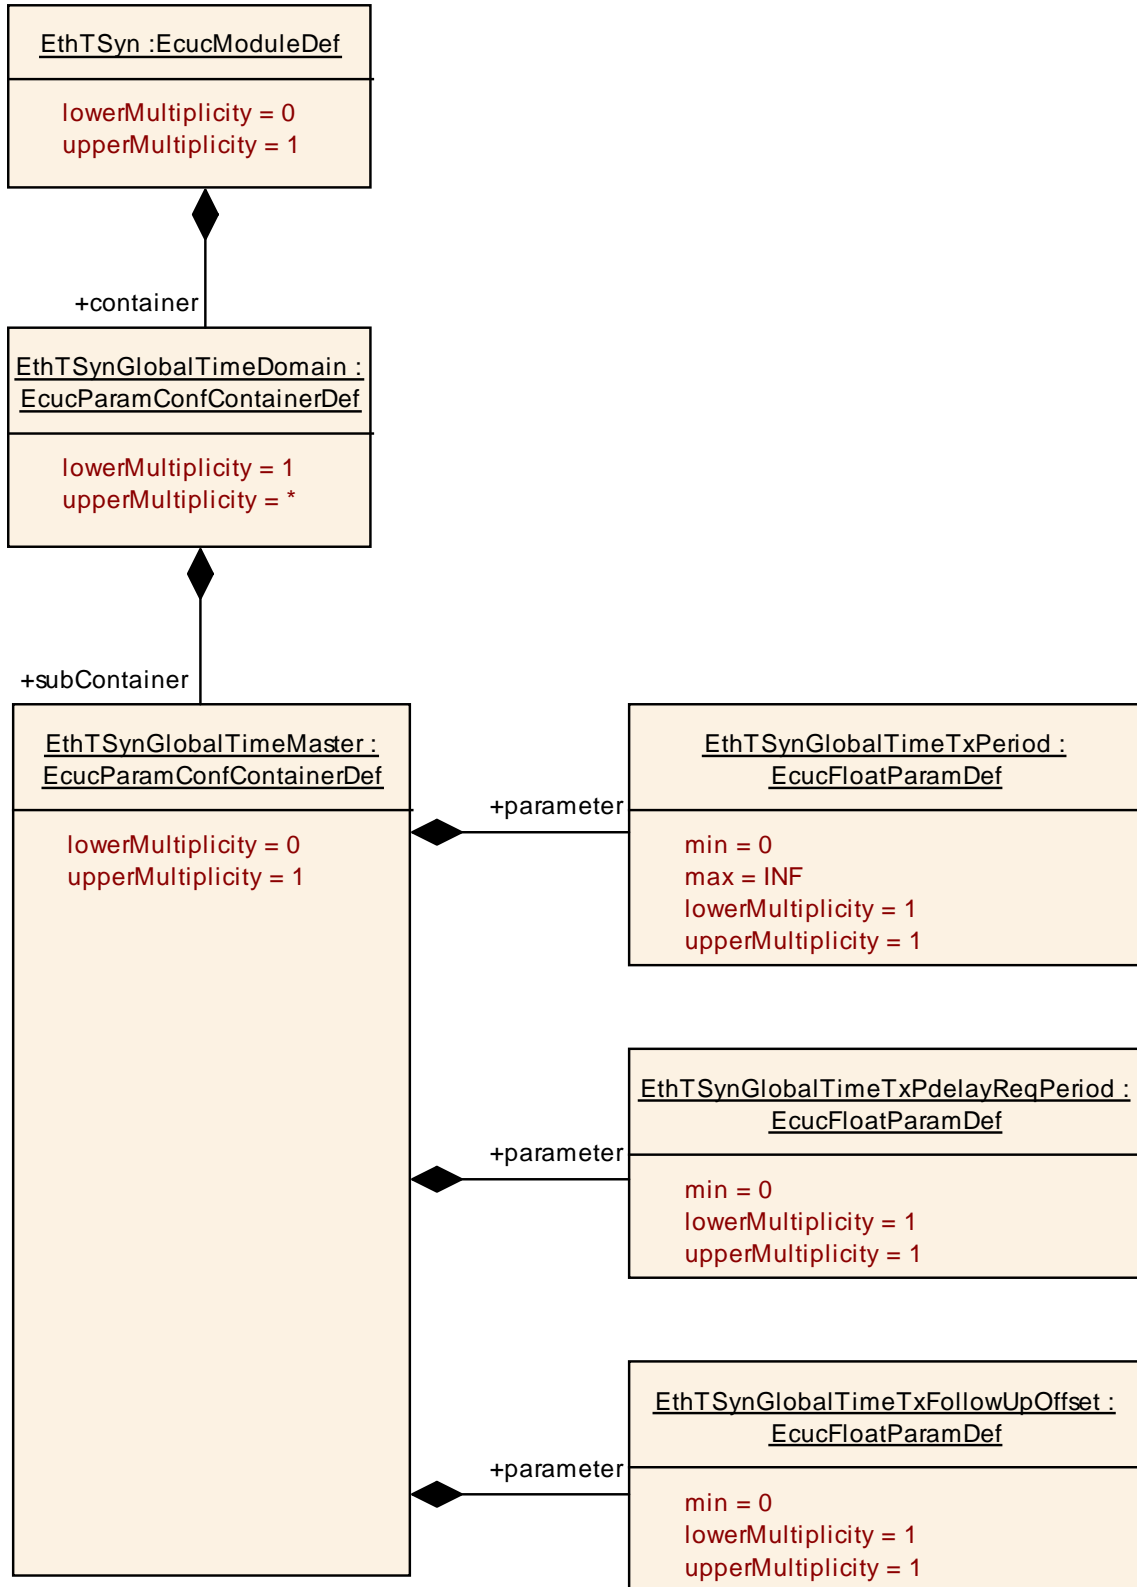 EthTSyn :EcucModuleDef
lowerMultiplicity = 0
upperMultiplicity = 1
+container
EthTSynGlobalTimeDomain :
EcucParamConfContainerDef
lowerMultiplicity = 1
upperMultiplicity = *
+subContainer
EthTSynGlobalTimeMaster :
EcucParamConfContainerDef
lowerMultiplicity = 0
upperMultiplicity = 1
+parameter
EthTSynGlobalTimeTxPeriod :
EcucFloatParamDef
min = 0
max = INF
lowerMultiplicity = 1
upperMultiplicity = 1
+parameter
EthTSynGlobalTimeTxPdelayReqPeriod :
EcucFloatParamDef
min = 0
lowerMultiplicity = 1
upperMultiplicity = 1
+parameter
EthTSynGlobalTimeTxFollowUpOffset :
EcucFloatParamDef
min = 0
lowerMultiplicity = 1
upperMultiplicity = 1